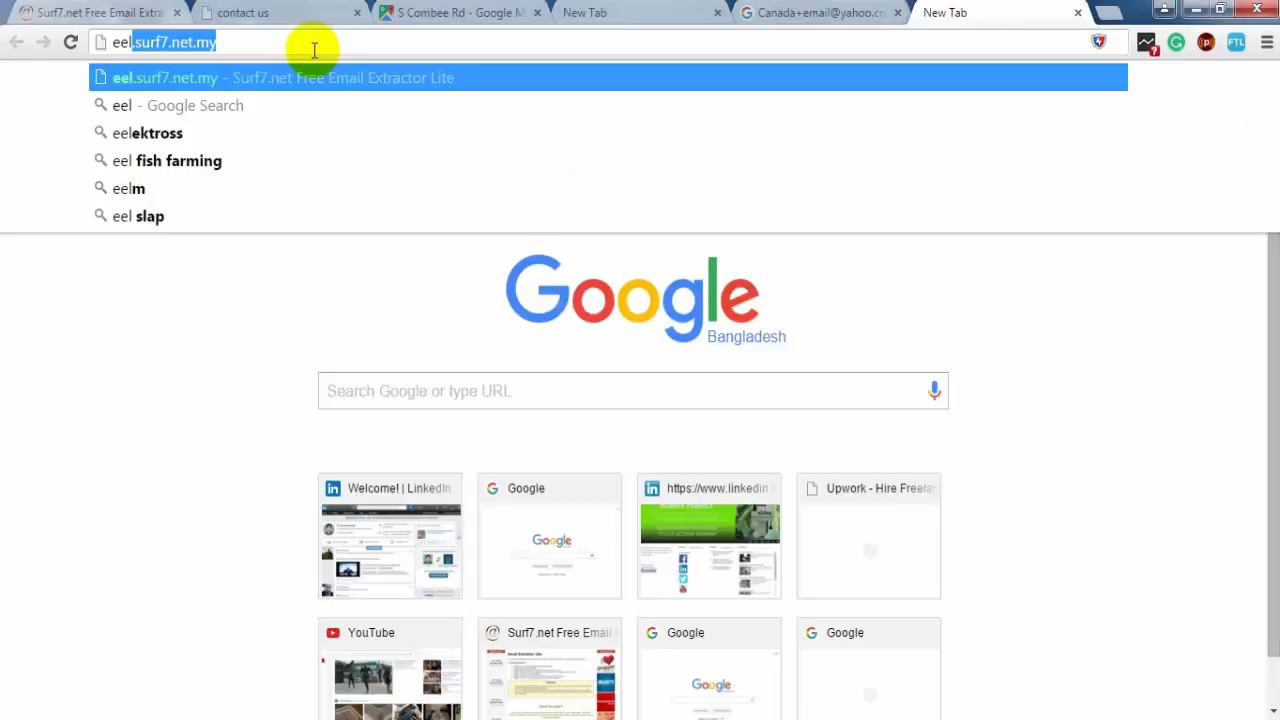 Surf7.net Free Email Extra
contact us
S Combee Rd - Google M
New Tab
Canada+email@yahoo.co
New Tab
eel.surf7.net.my
FTL
eel.surf7.net.my - Surf7.net Free Email Extractor Lite
eel - Google Search
eelektross
eel fish farming
eelm
eel slap
Google
Bangladesh
Search Google or type URL
Welcome! | LinkedIn
Google
https://www.linkedin
Upwork - Hire Freela
Google
YouTube
Surf7.net Free Email
Google
Google
Google